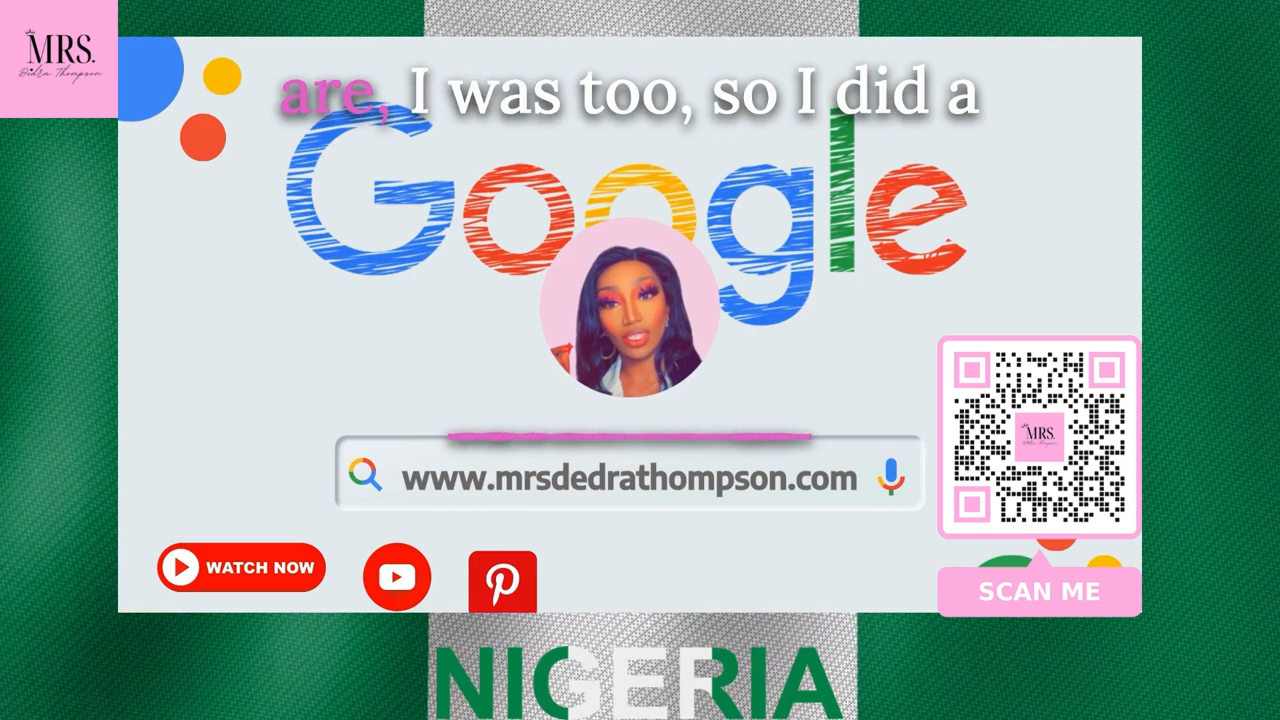 MRS.
Dedra Thompson
are, I was too, so I did a
Google
www.mrsdedrathompson.com
MRS.
WATCH NOW
SCAN ME
NIGERIA